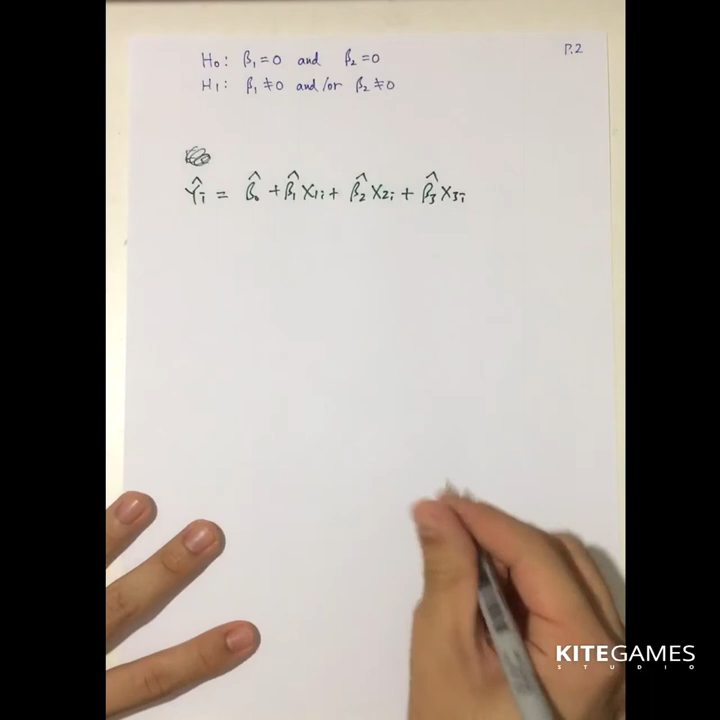 P.2
H₀: β₁=0 and β₂=0
H₁: β₁≠0 and/or β₂≠0
Ŷᵢ = β̂₀ + β̂₁X₁ᵢ + β̂₂X₂ᵢ + β̂₃X₃ᵢ
KITEGAMES
STUDIO